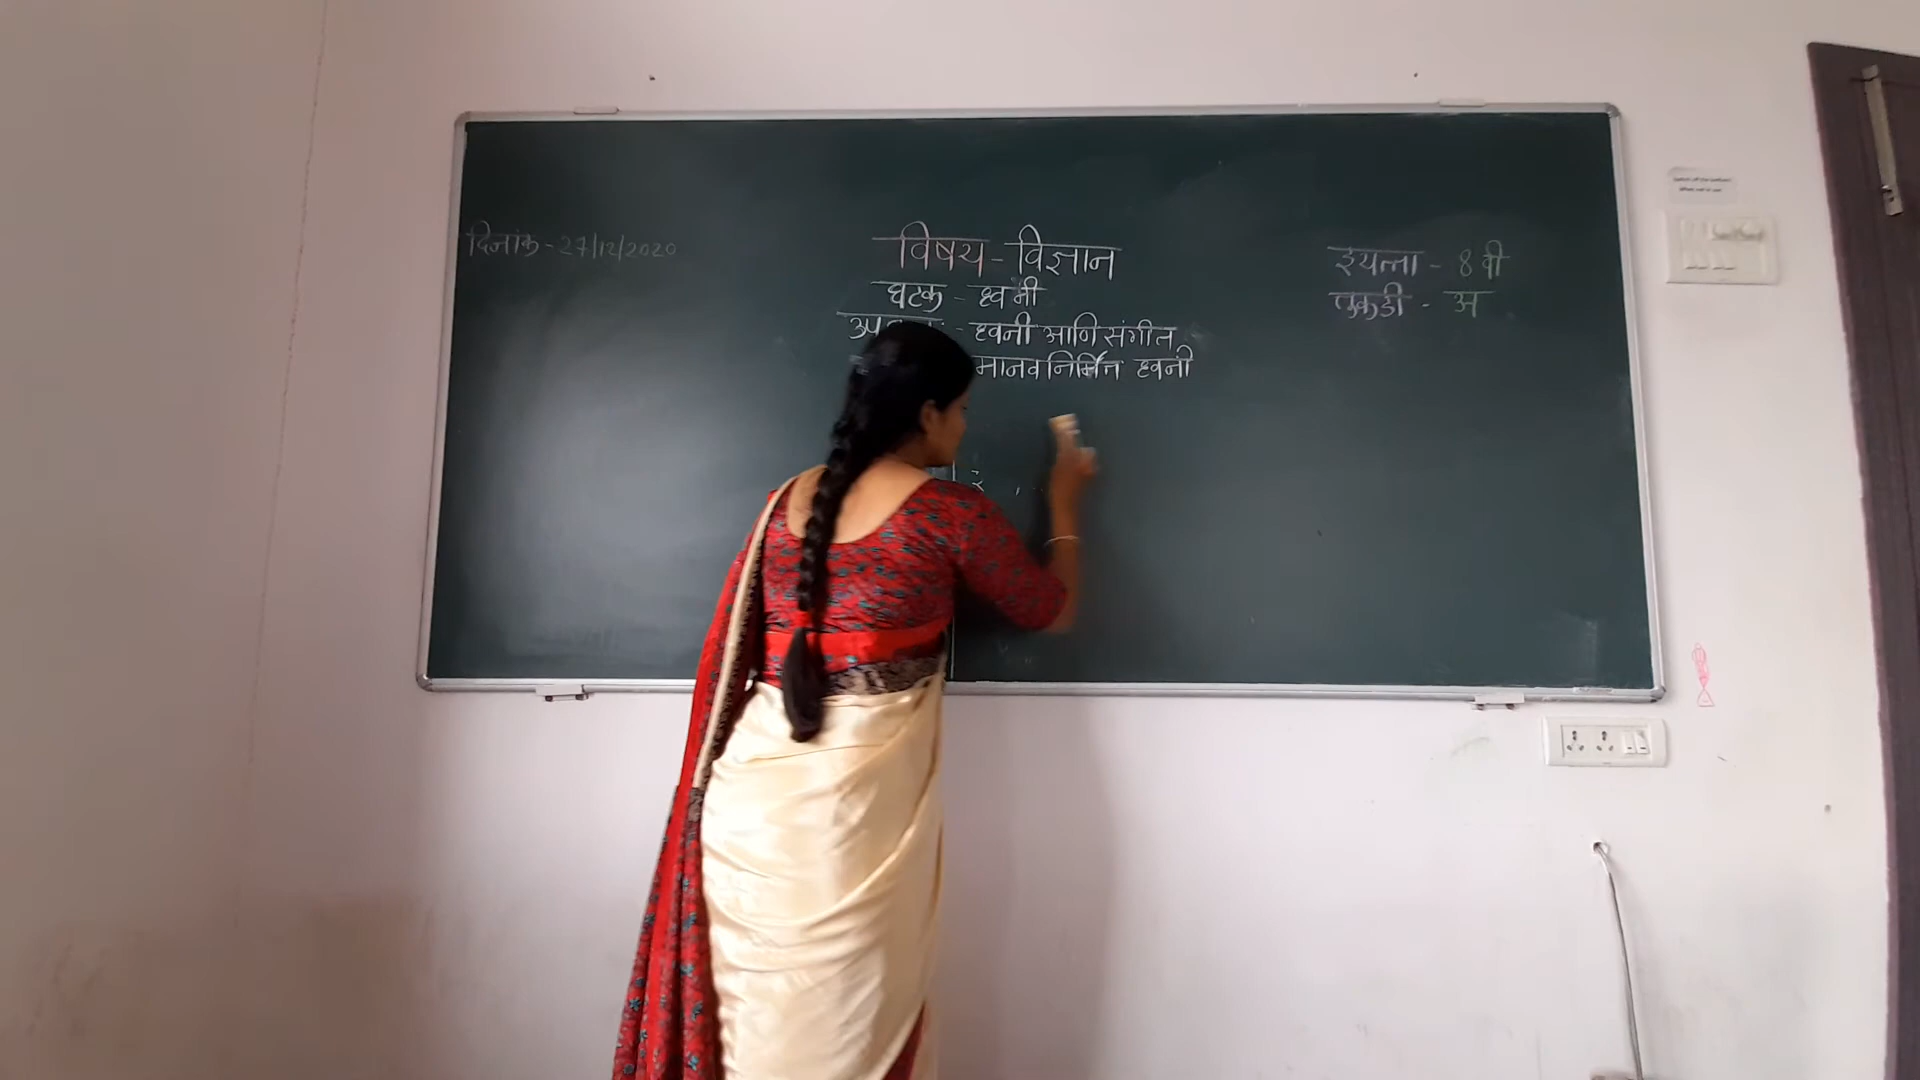 दिनांक - 27/12/2020
विषय - विज्ञान
घटक - ध्वनी
ध्वनी आणि संगीत
मानवनिर्मित ध्वनी
इयत्ता - 8 वी
तुकडी - अ